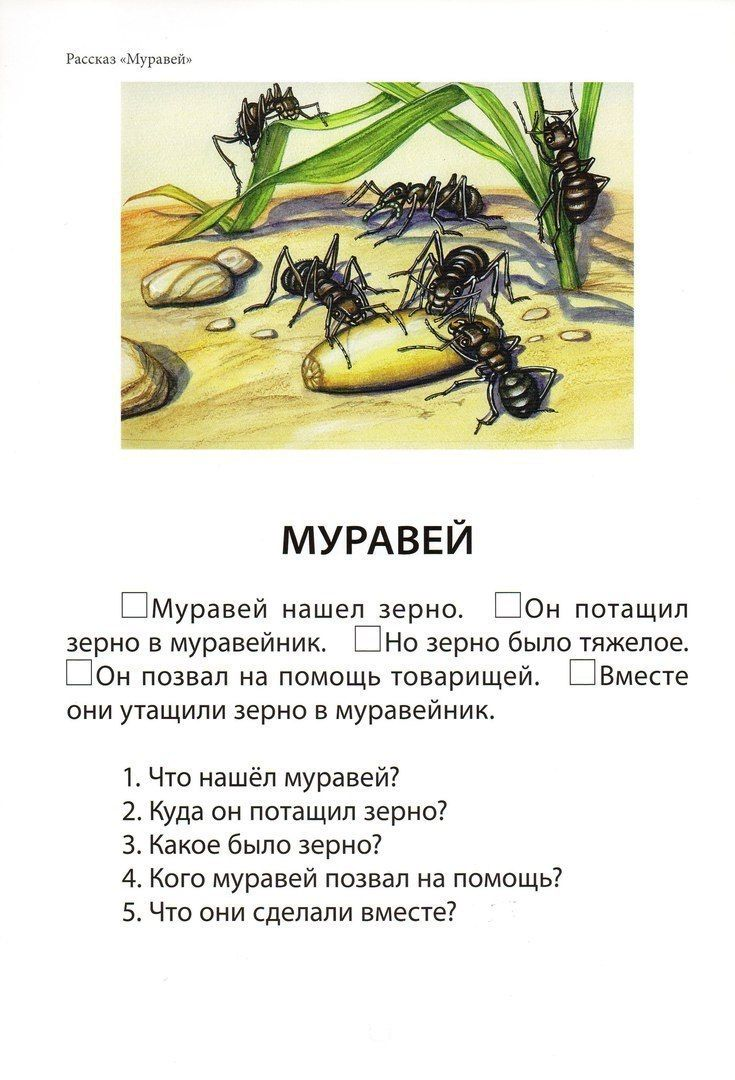 Рассказ «Муравей»
МУРАВЕЙ
Муравей нашел зерно. Он потащил
зерно в муравейник. Но зерно было тяжелое.
Он позвал на помощь товарищей. Вместе
они утащили зерно в муравейник.
1. Что нашёл муравей?
2. Куда он потащил зерно?
3. Какое было зерно?
4. Кого муравей позвал на помощь?
5. Что они сделали вместе?